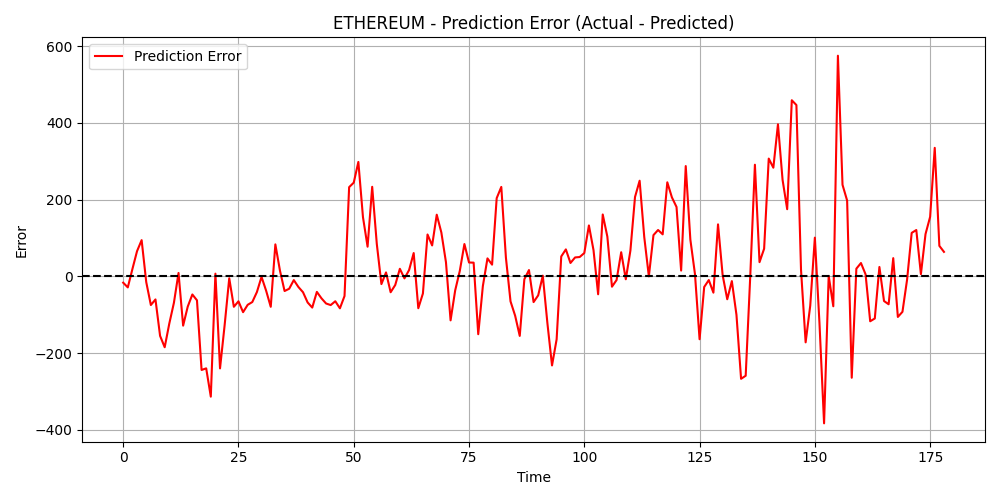 ETHEREUM - Prediction Error (Actual - Predicted)
Prediction Error
600
400
200
0
−200
−400
Error
0 25 50 75 100 125 150 175
Time